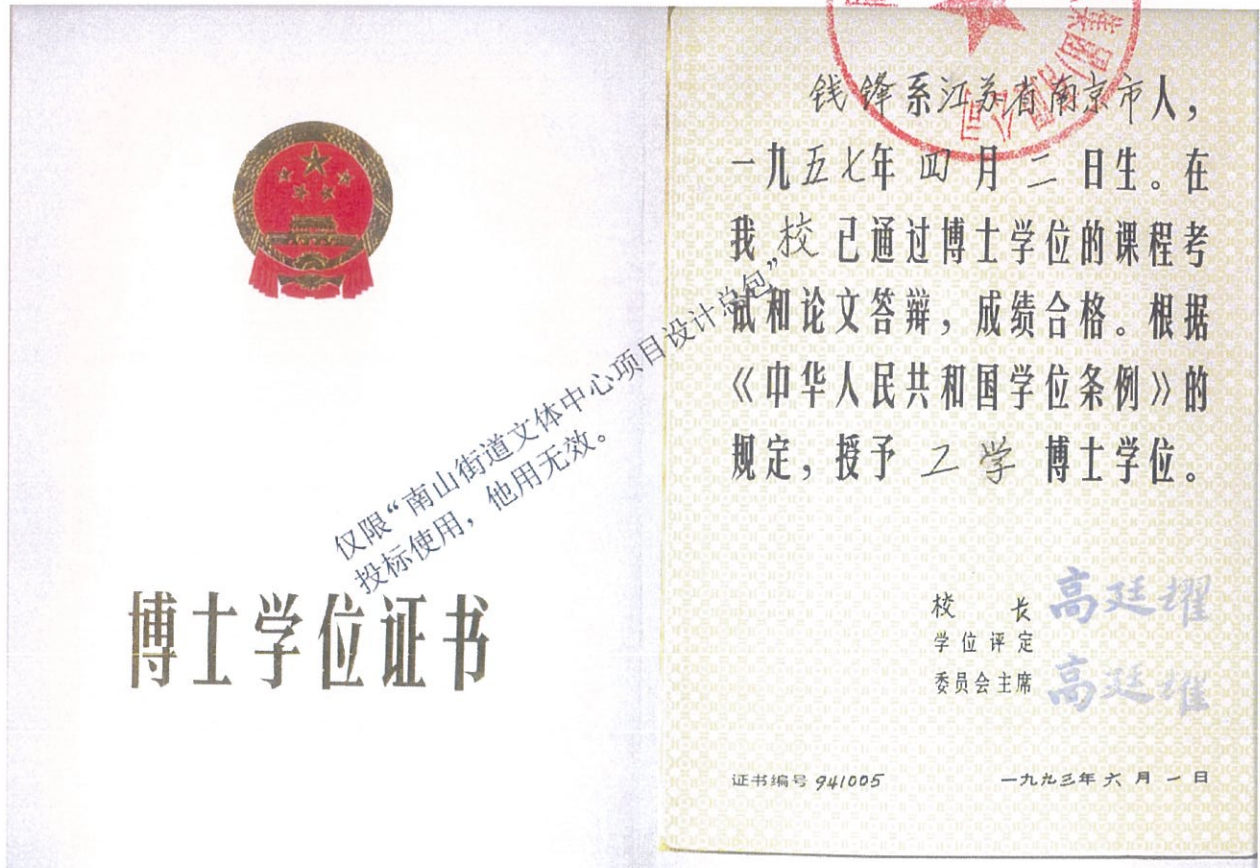 博士学位证书
仅限“南山街道文体中心项目设计总包”
投标使用，他用无效。
钱锋系江苏省南京市人，
一九五七年四月二日生。在
我校已通过博士学位的课程考
试和论文答辩，成绩合格。根据
《中华人民共和国学位条例》的
规定，授予工学博士学位。
校长 高廷耀
学位评定
委员会主席 高廷耀
证书编号 941005 一九九三年六月一日